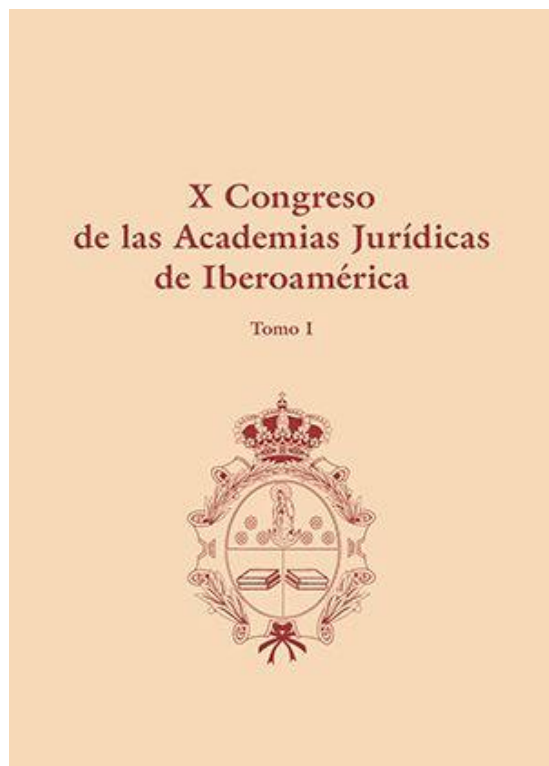 X Congreso
de las Academias Jurídicas
de Iberoamérica
Tomo I